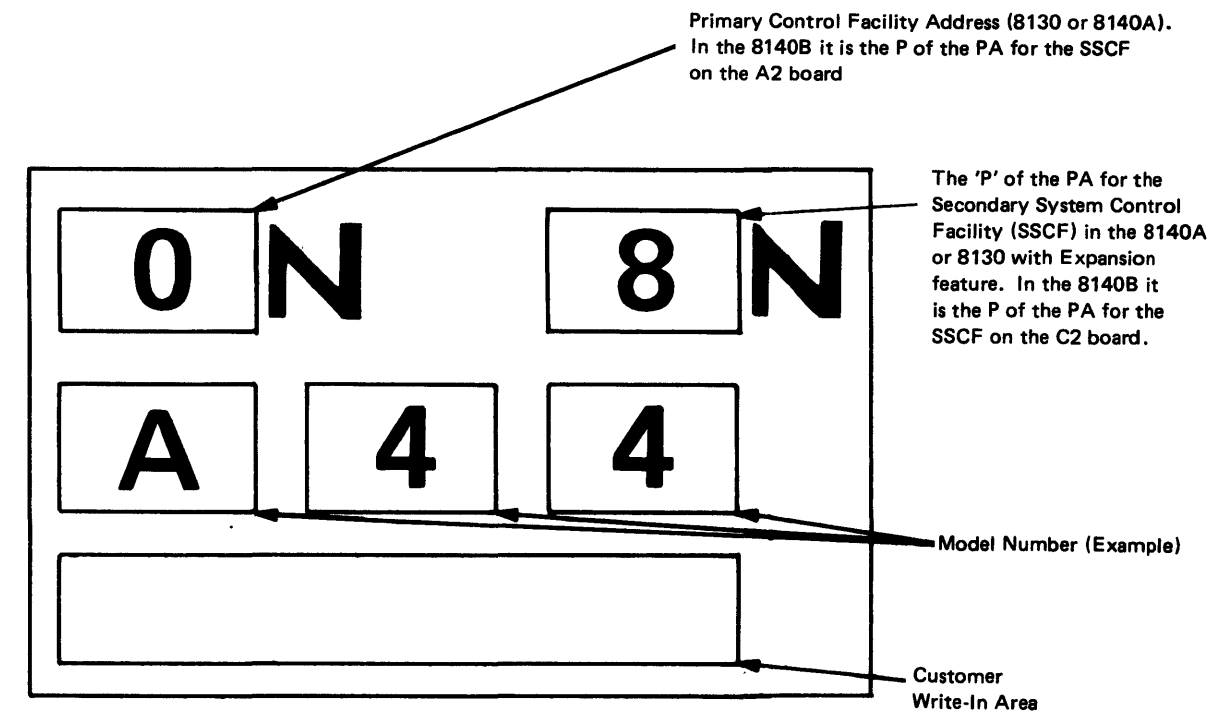 Primary Control Facility Address (8130 or 8140A).
In the 8140B it is the P of the PA for the SSCF
on the A2 board
The 'P' of the PA for the
Secondary System Control
Facility (SSCF) in the 8140A
or 8130 with Expansion
feature. In the 8140B it
is the P of the PA for the
SSCF on the C2 board.
0 N 8 N
A 4 4
Model Number (Example)
Customer
Write-In Area